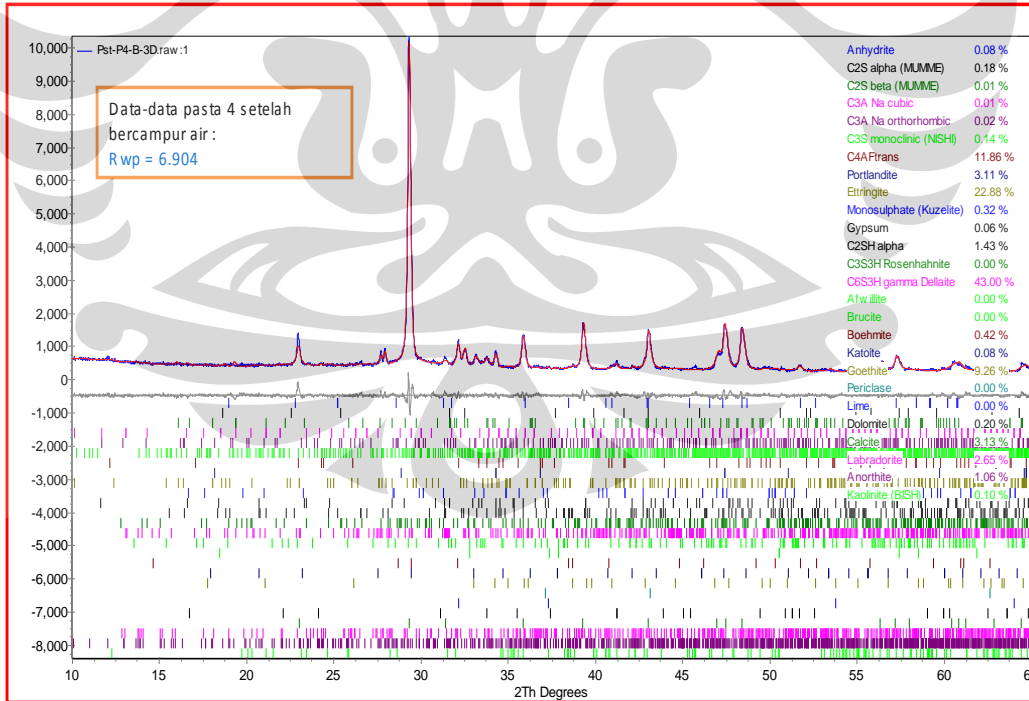 Pst-P4-B-3D.raw :1
Data-data pasta 4 setelah
bercampur air :
Rwp = 6.904
Anhydrite 0.08 %
C2S alpha (MUMME) 0.18 %
C2S beta (MUMME) 0.01 %
C3A Na cubic 0.01 %
C3A Na orthorhombic 0.02 %
C3S monoclinic (NISHI) 0.14 %
C4AFtrans 11.86 %
Portlandite 3.11 %
Ettringite 22.88 %
Monosulphate (Kuzelite) 0.32 %
Gypsum 0.06 %
C2SH alpha 1.43 %
C3S3H Rosenhahnite 0.00 %
C6S3H gamma Dellaite 43.00 %
Afwillite 0.00 %
Brucite 0.00 %
Boehmite 0.42 %
Katoite 0.08 %
Goethite 9.26 %
Periclase 0.00 %
Lime 0.00 %
Dolomite 0.20 %
Calcite 3.13 %
Labradorite 2.65 %
Anorthite 1.06 %
Kaolinite (BISH) 0.10 %
10,000
9,000
8,000
7,000
6,000
5,000
4,000
3,000
2,000
1,000
0
-1,000
-2,000
-3,000
-4,000
-5,000
-6,000
-7,000
-8,000
10 15 20 25 30 35 40 45 50 55 60
2Th Degrees